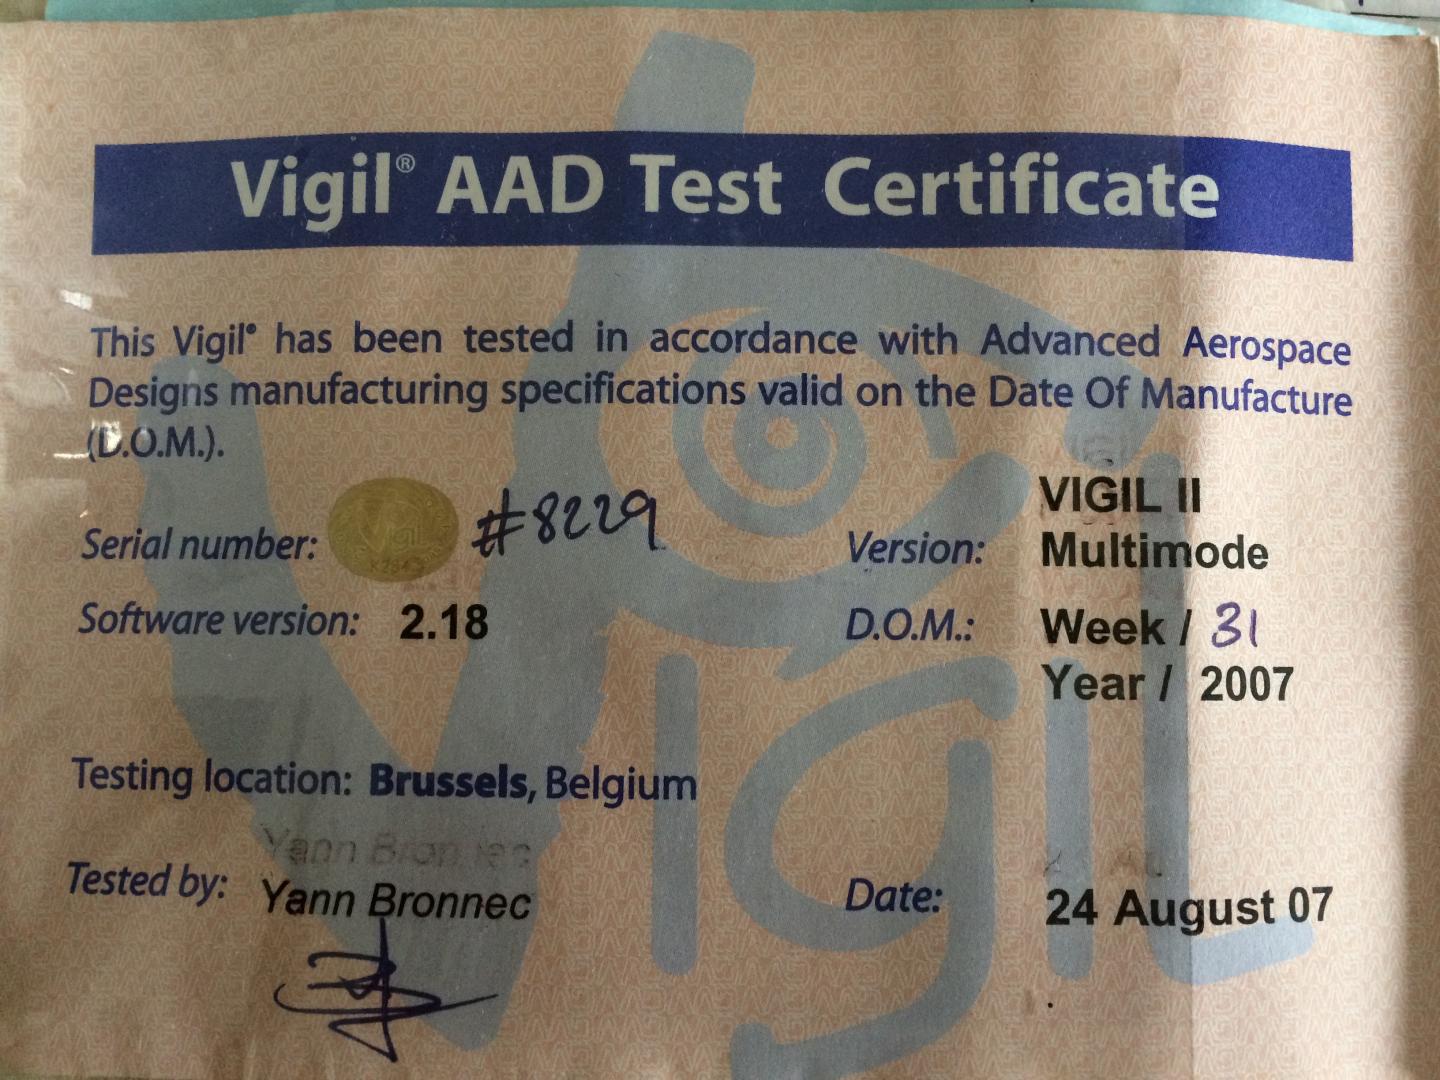 Vigil® AAD Test Certificate
This Vigil® has been tested in accordance with Advanced Aerospace
Designs manufacturing specifications valid on the Date Of Manufacture
(D.O.M.).
Serial number: #8229
Version: VIGIL II
Multimode
Software version: 2.18
D.O.M.: Week / 31
Year / 2007
Testing location: Brussels, Belgium
Tested by: Yann Bronnec
Date: 24 August 07
Vigil